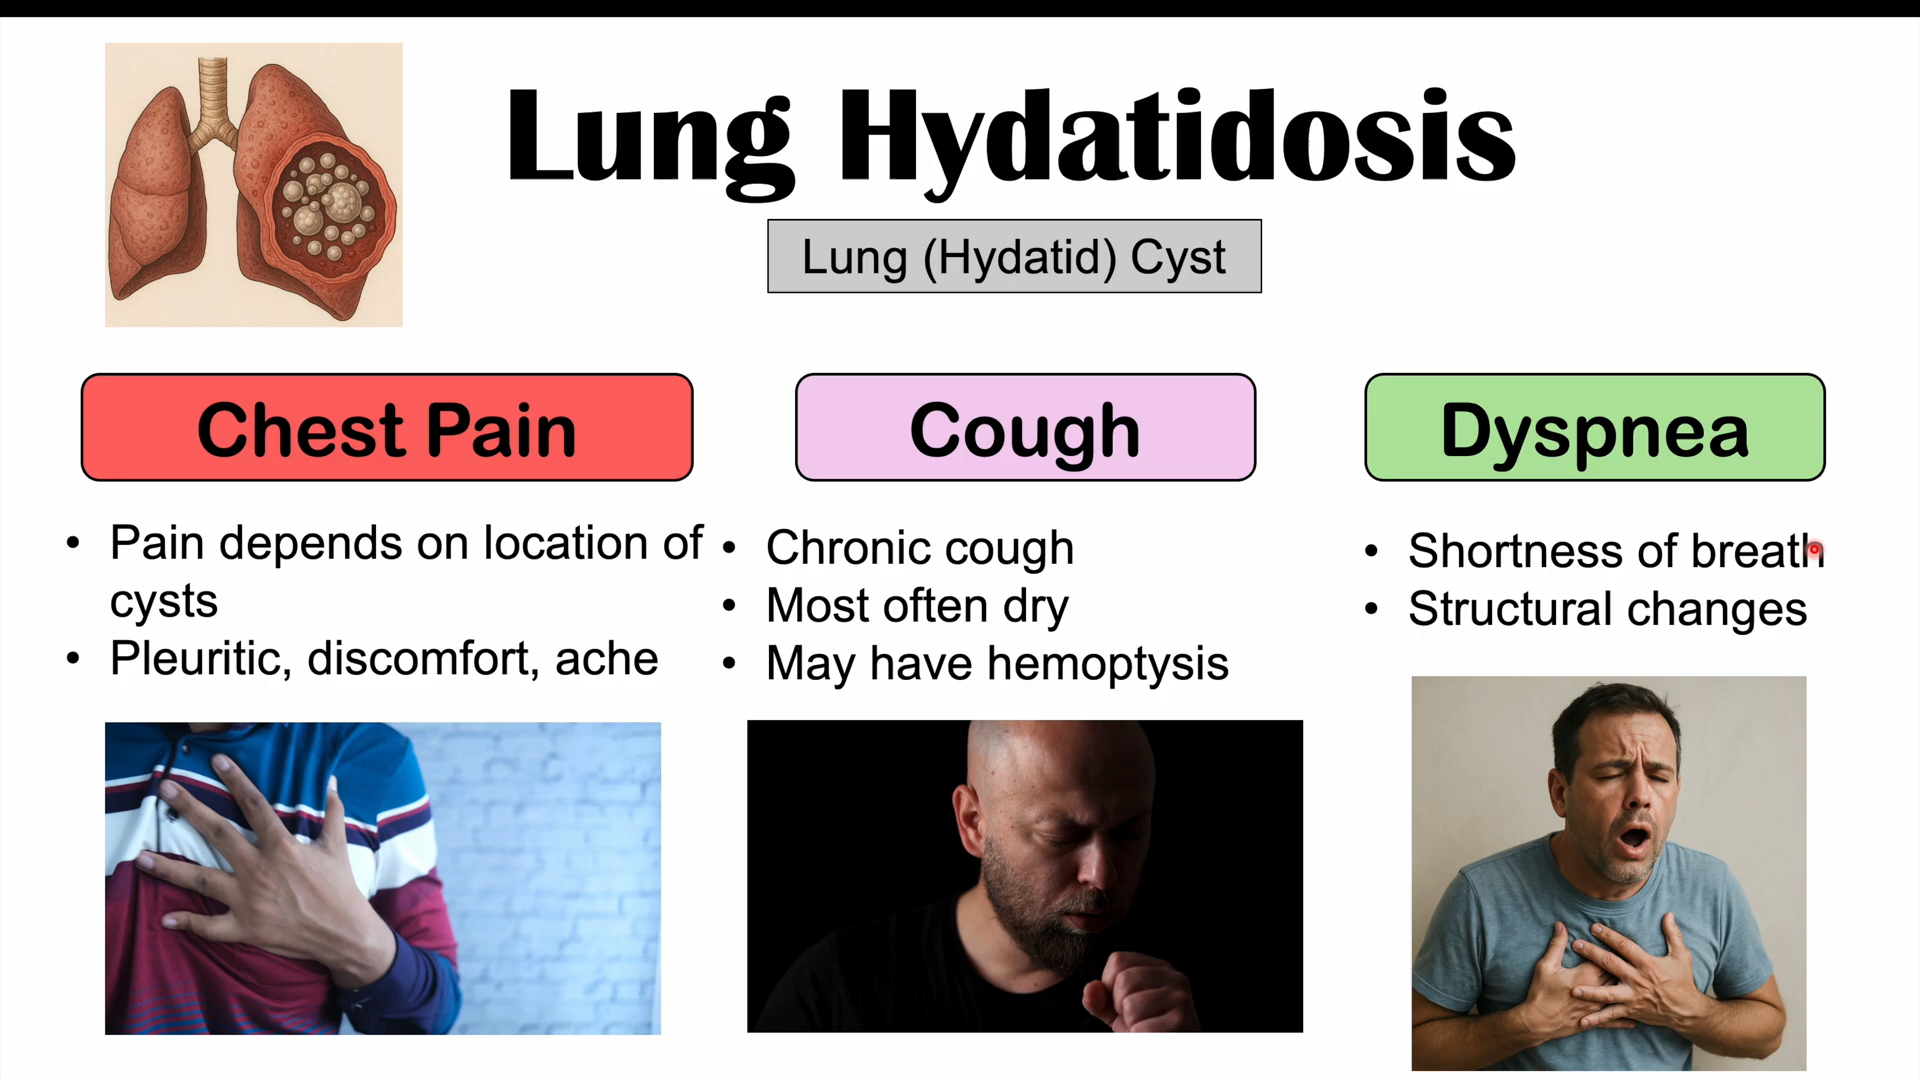 Lung Hydatidosis
Lung (Hydatid) Cyst
Chest Pain
• Pain depends on location of
cysts
• Pleuritic, discomfort, ache
Cough
• Chronic cough
• Most often dry
• May have hemoptysis
Dyspnea
• Shortness of breath
• Structural changes